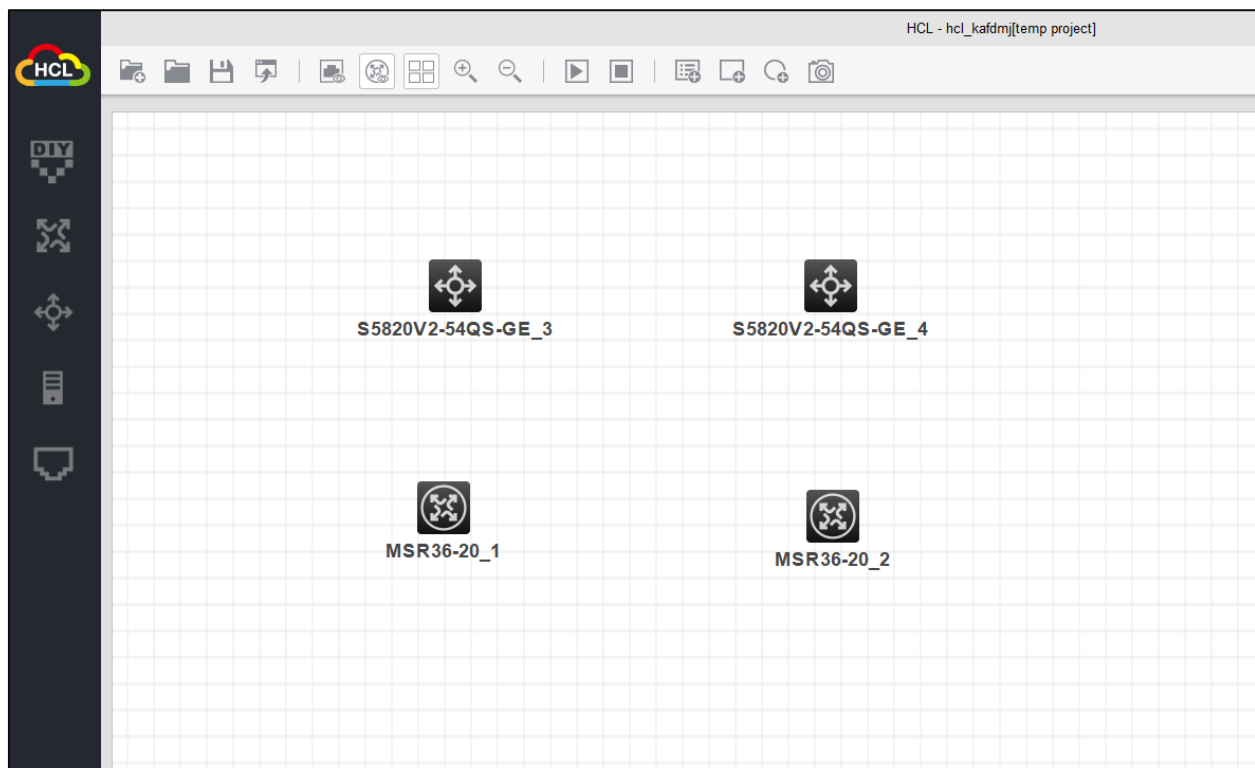 HCL - hcl_kafdmj[temp project]
HCL
DIY
S5820V2-54QS-GE_3
S5820V2-54QS-GE_4
MSR36-20_1
MSR36-20_2